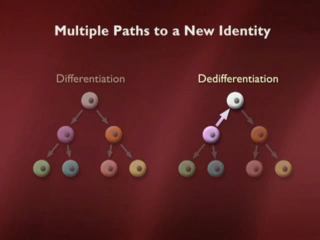 Multiple Paths to a New Identity
Differentiation
Dedifferentiation